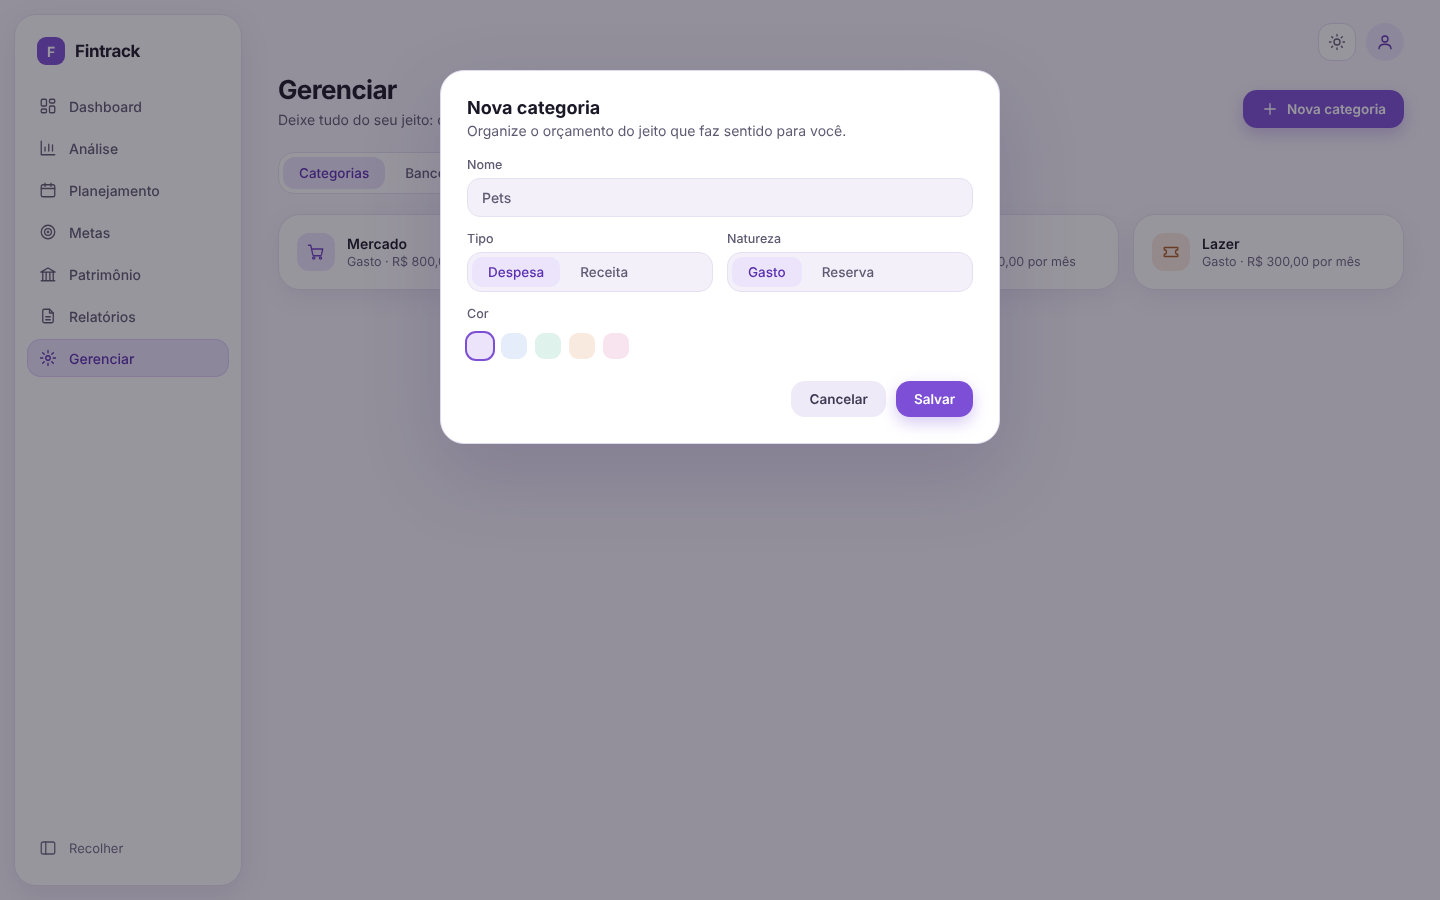 F Fintrack
Dashboard
Análise
Planejamento
Metas
Patrimônio
Relatórios
Gerenciar
Recolher
Gerenciar
Deixe tudo do seu jeito:
Nova categoria
Categorias
Mercado
Gasto · R$ 800,
0,00 por mês
Lazer
Gasto · R$ 300,00 por mês
Nova categoria
Organize o orçamento do jeito que faz sentido para você.
Nome
Pets
Tipo
Natureza
Despesa Receita
Gasto Reserva
Cor
Cancelar Salvar